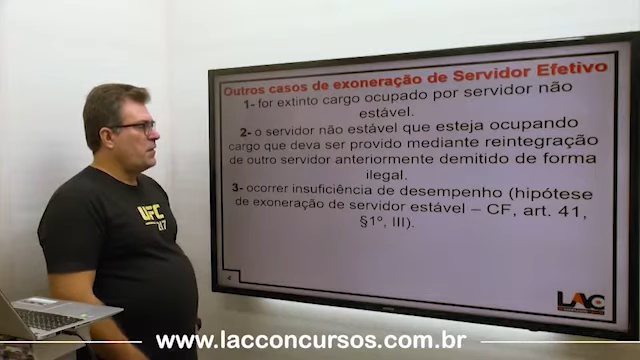 Outros casos de exoneração de Servidor Efetivo
1- for extinto cargo ocupado por servidor não
estável.
2- o servidor não estável que esteja ocupando
cargo que deva ser provido mediante reintegração
de outro servidor anteriormente demitido de forma
ilegal.
3- ocorrer insuficiência de desempenho (hipótese
de exoneração de servidor estável – CF, art. 41,
§1º, III).
UFC
LAC
www.lacconcursos.com.br